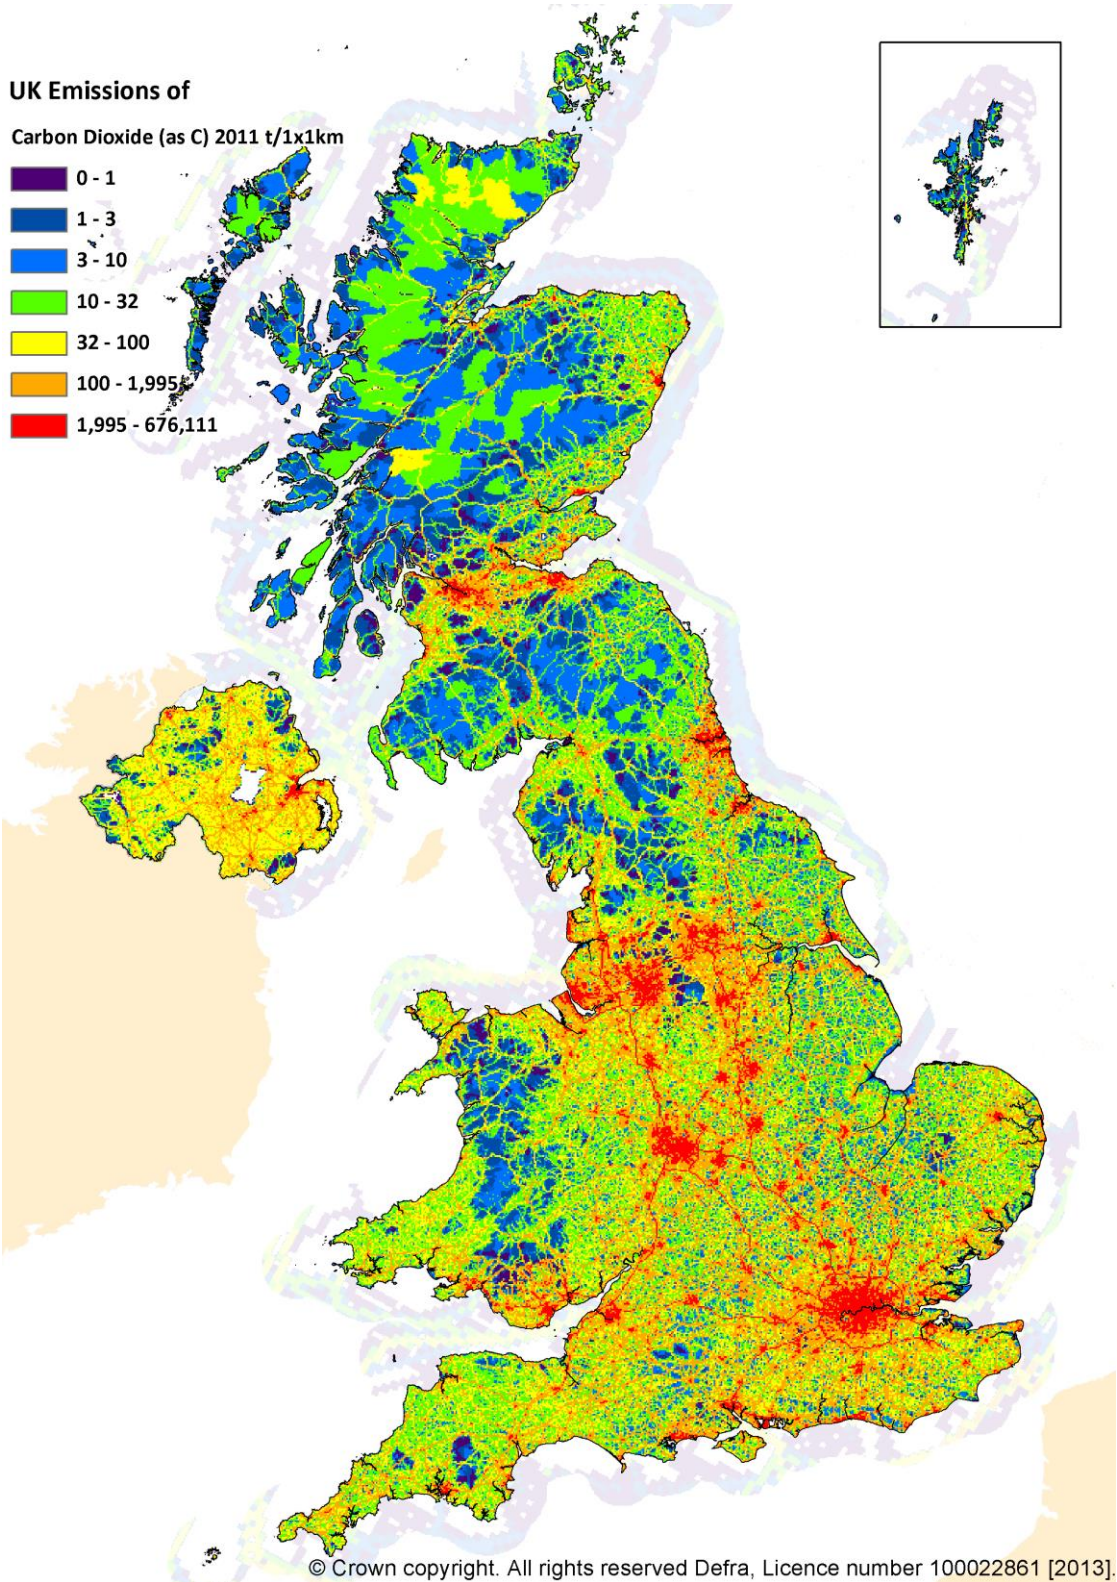 UK Emissions of
Carbon Dioxide (as C) 2011 t/1x1km
0 - 1
1 - 3
3 - 10
10 - 32
32 - 100
100 - 1,995
1,995 - 676,111
© Crown copyright. All rights reserved Defra, Licence number 100022861 [2013].